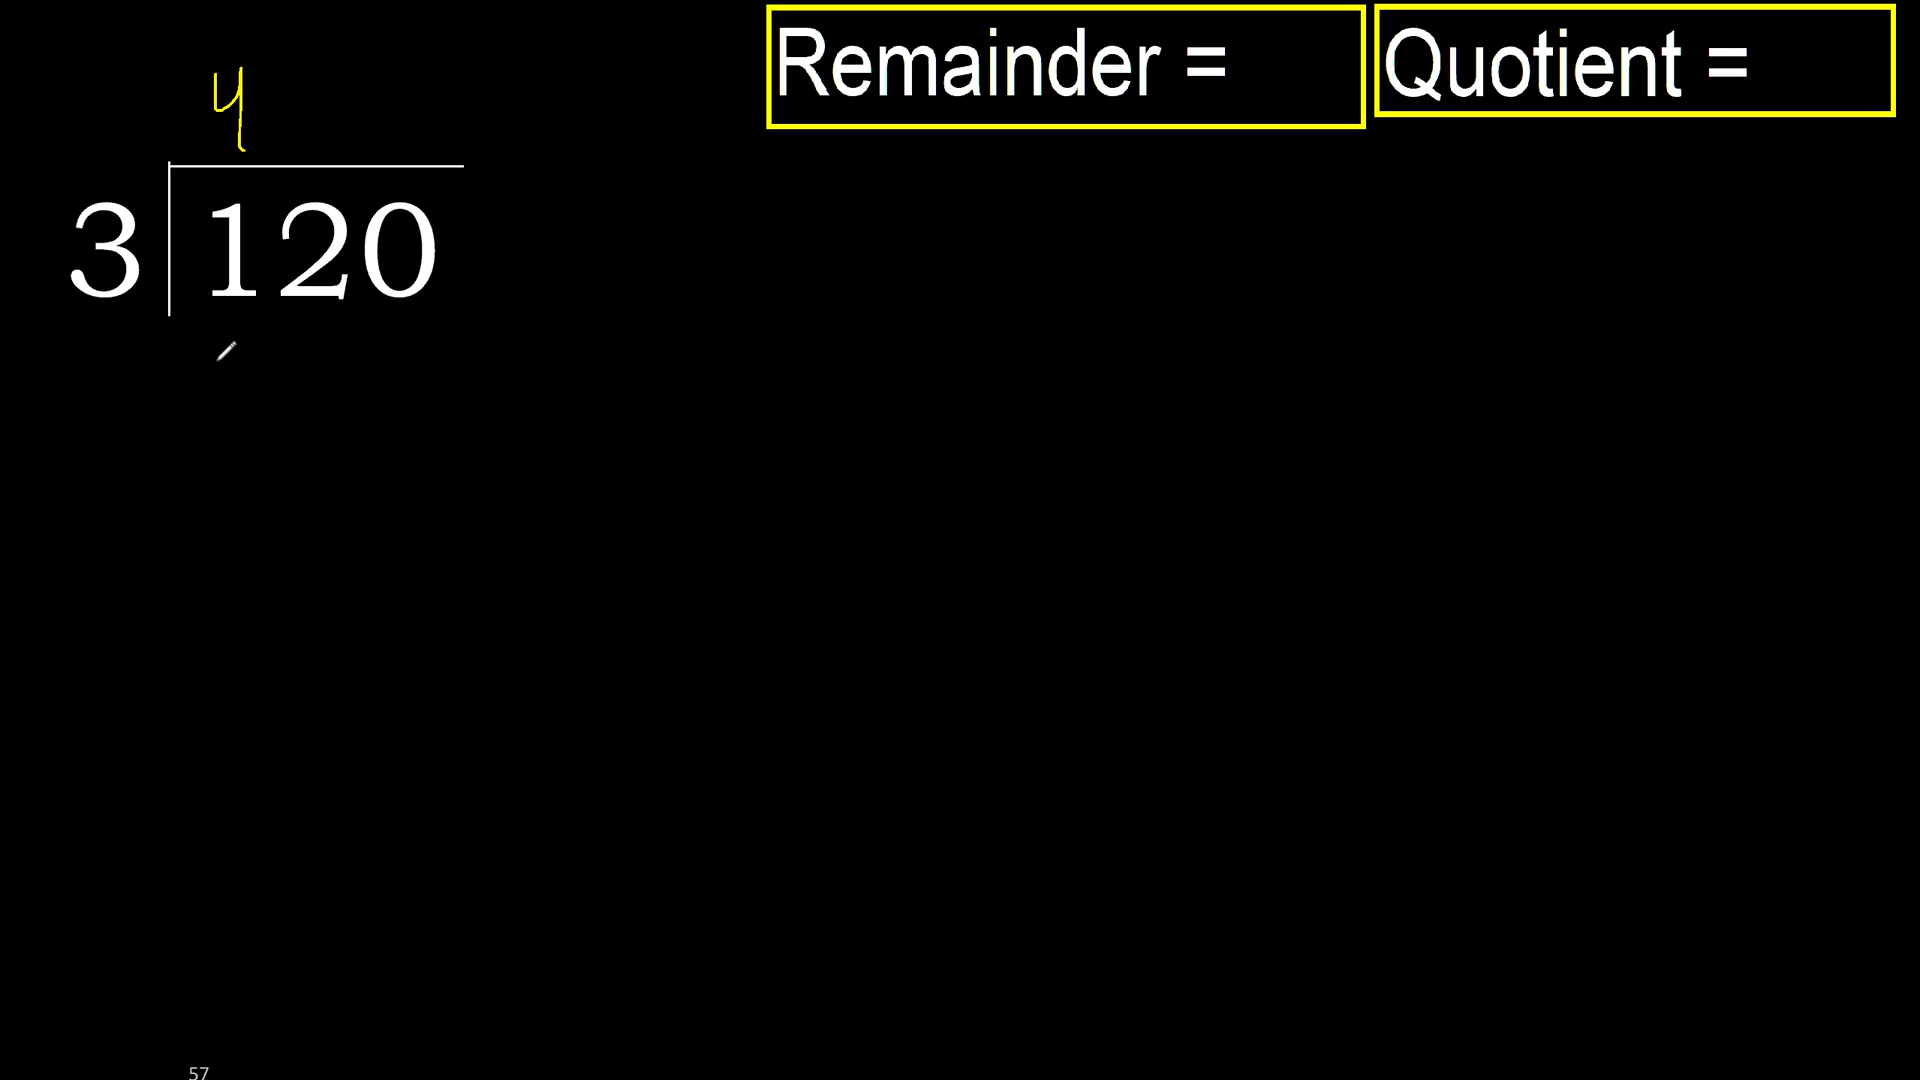 Remainder = Quotient =
4
3 120
57